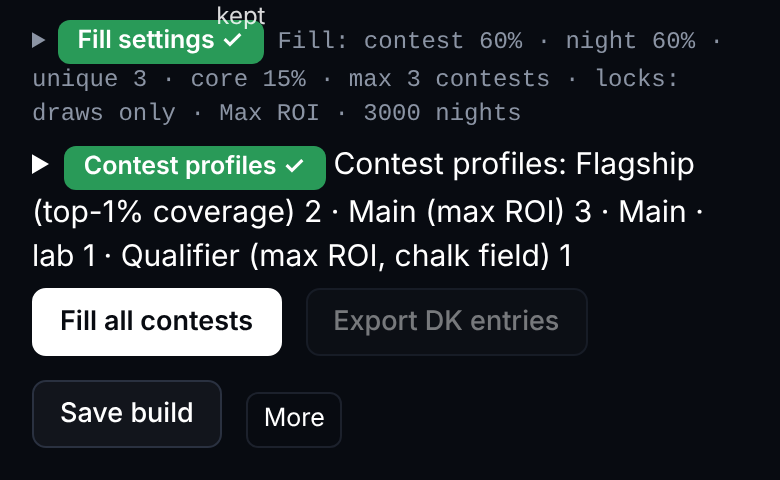 kept
▶ Fill settings ✓ Fill: contest 60% · night 60% ·
unique 3 · core 15% · max 3 contests · locks:
draws only · Max ROI · 3000 nights
▶ Contest profiles ✓ Contest profiles: Flagship
(top-1% coverage) 2 · Main (max ROI) 3 · Main ·
lab 1 · Qualifier (max ROI, chalk field) 1
Fill all contests Export DK entries
Save build More